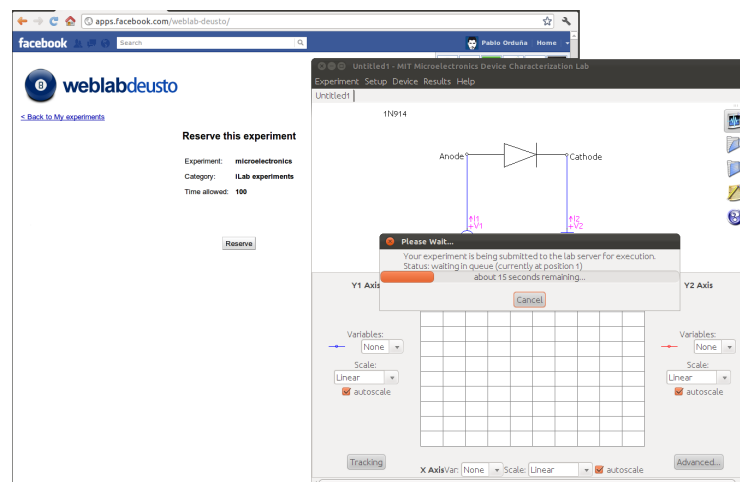 apps.facebook.com/weblab-deusto/
facebook
Search
Pablo Orduña
Home
8
weblabdeusto
< Back to My experiments
Reserve this experiment
Experiment: microelectronics
Category: iLab experiments
Time allowed: 100
Reserve
Untitled1 - MIT Microelectronics Device Characterization Lab
Experiment Setup Device Results Help
Untitled1
1N914
Anode
Cathode
↑I1
+V1
↑I2
+V2
Please Wait...
Your experiment is being submitted to the lab server for execution.
Status: waiting in queue (currently at position 1)
about 15 seconds remaining...
Cancel
Y1 Axis
Y2 Axis
Variables:
None
Scale:
Linear
autoscale
Variables:
None
Scale:
Linear
autoscale
Tracking
X Axis Var: None Scale: Linear autoscale
Advanced...